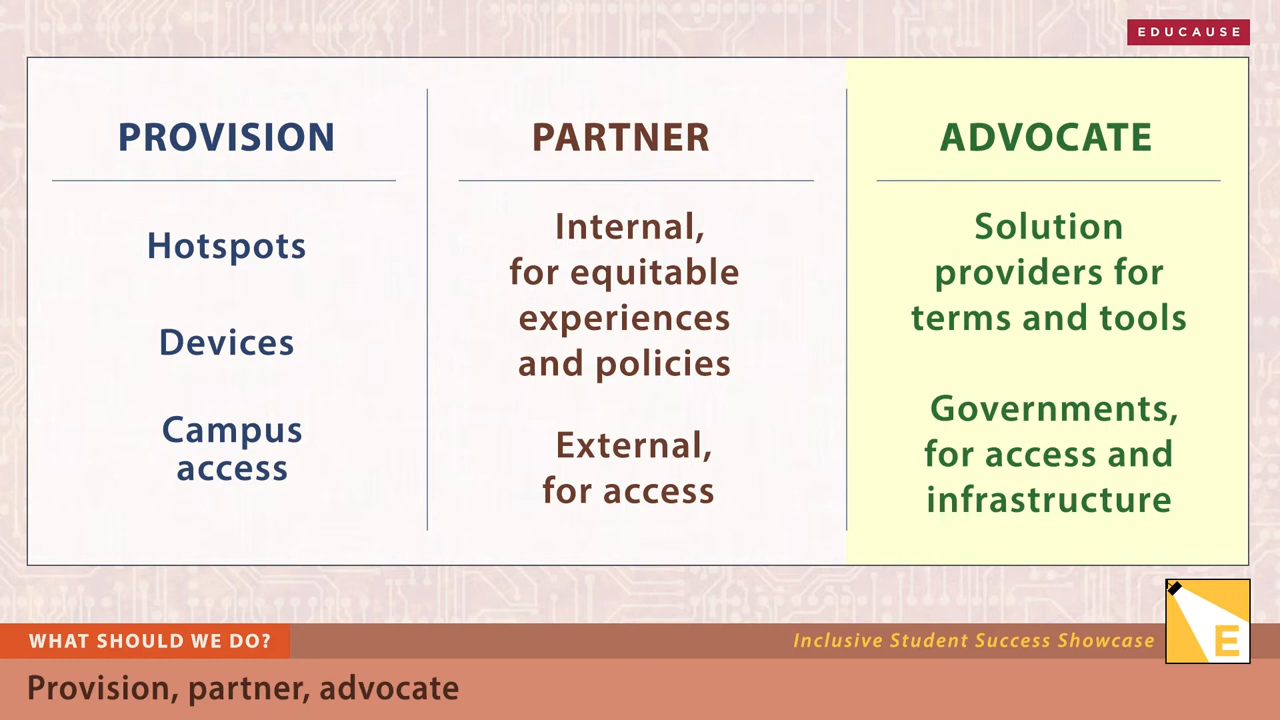 EDUCAUSE
PROVISION
Hotspots
Devices
Campus
access
PARTNER
Internal,
for equitable
experiences
and policies
External,
for access
ADVOCATE
Solution
providers for
terms and tools
Governments,
for access and
infrastructure
WHAT SHOULD WE DO?
Inclusive Student Success Showcase
E
Provision, partner, advocate